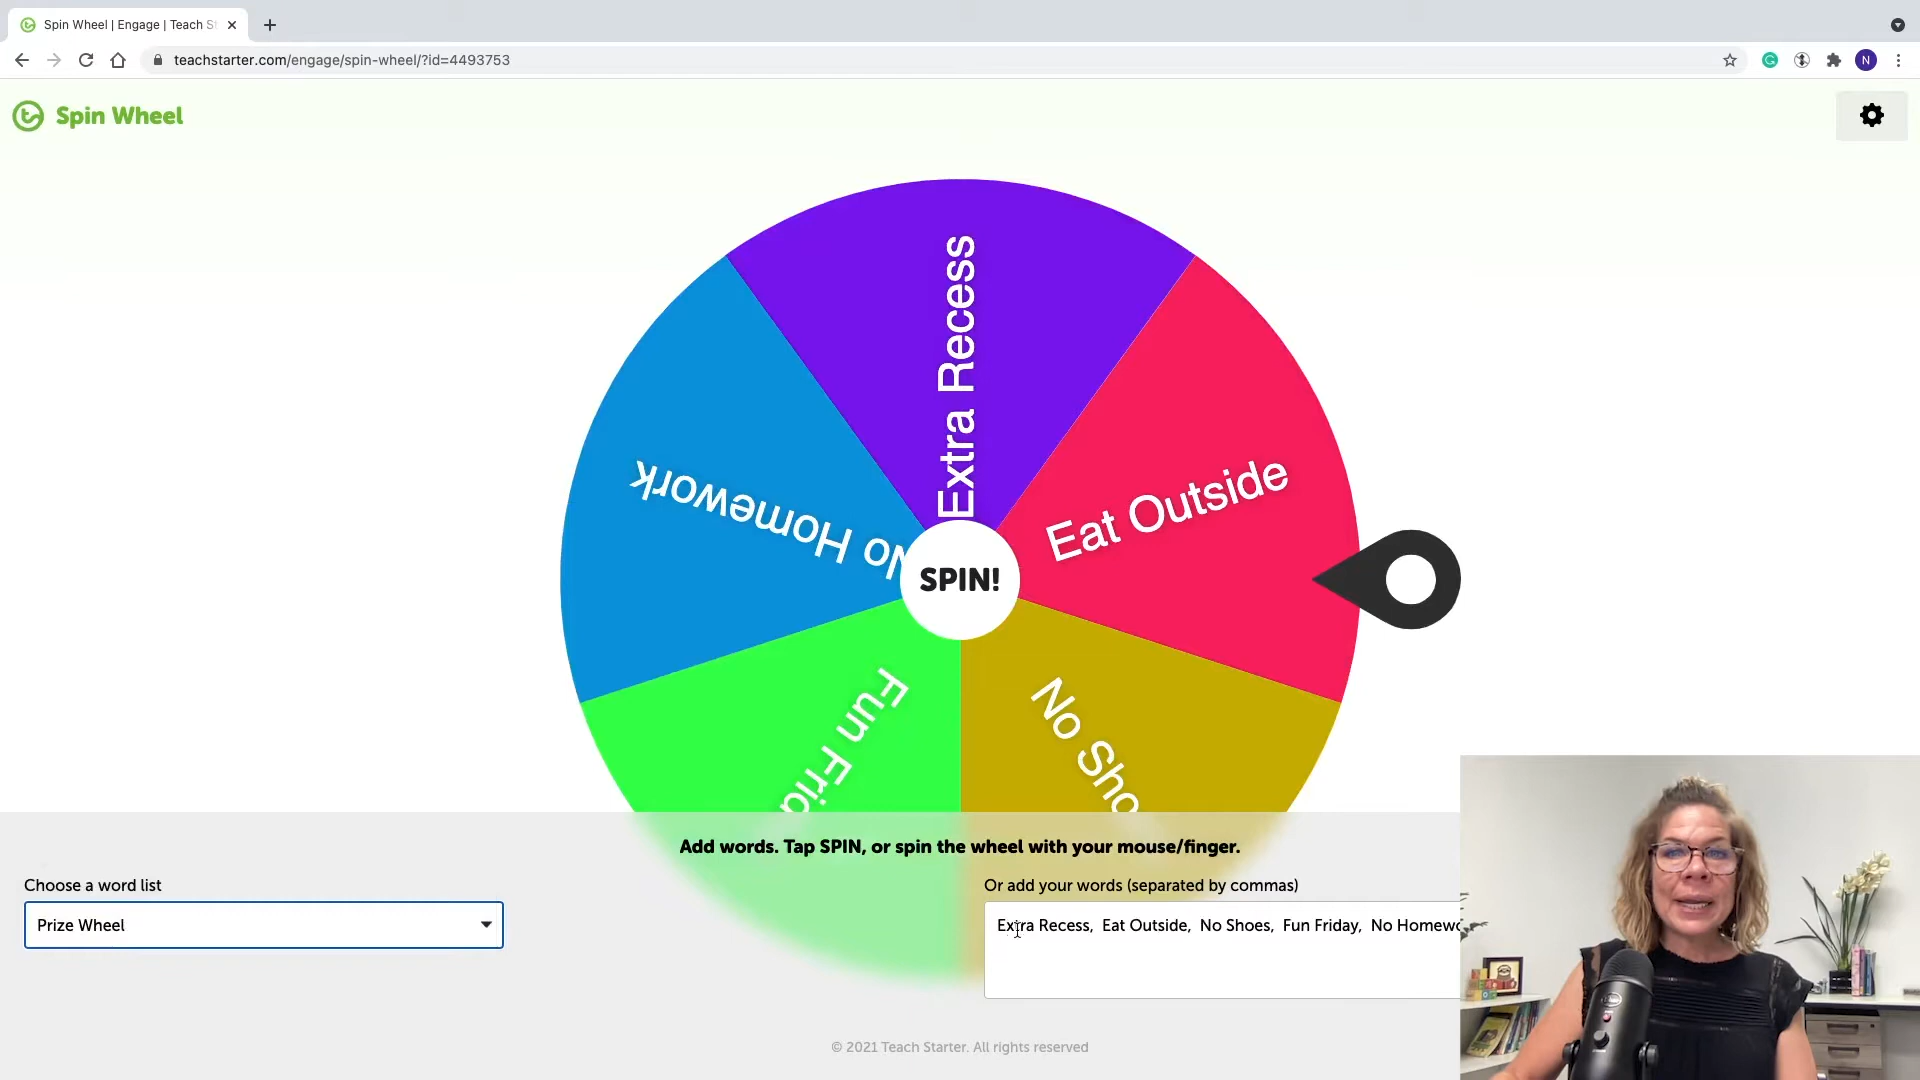 Spin Wheel | Engage | Teach S
teachstarter.com/engage/spin-wheel/?id=4493753
N
Spin Wheel
Extra Recess
Eat Outside
No Homework
SPIN!
Fun Frid
No Sho
Add words. Tap SPIN, or spin the wheel with your mouse/finger.
Choose a word list
Or add your words (separated by commas)
Prize Wheel
Extra Recess, Eat Outside, No Shoes, Fun Friday, No Homewo
© 2021 Teach Starter. All rights reserved